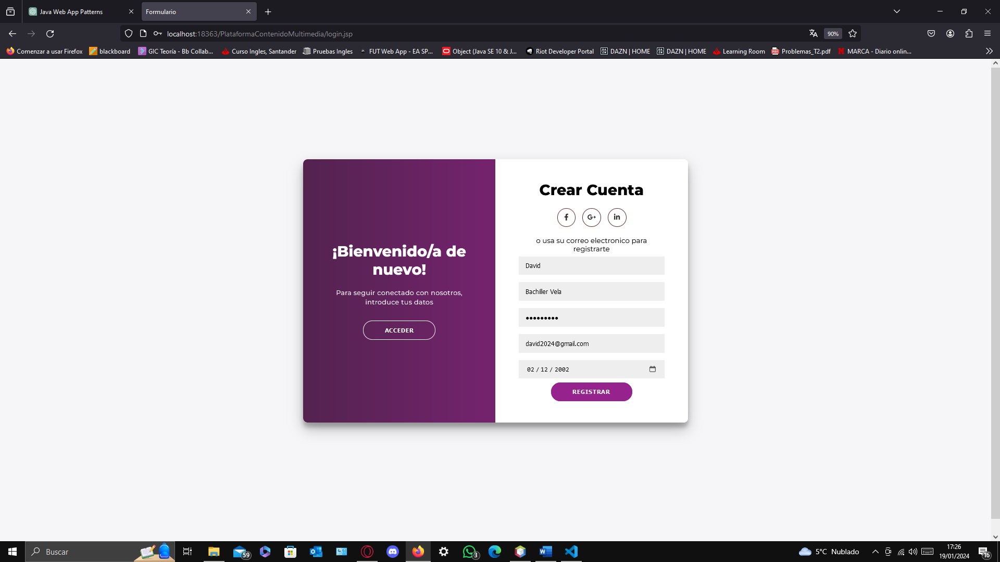 Java Web App Patterns
Formulario
localhost:18363/PlataformaContenidoMultimedia/login.jsp
90%
Comenzar a usar Firefox
blackboard
GIC Teoría - Bb Collab...
Curso Ingles, Santander
Pruebas Ingles
FUT Web App - EA SP...
Object (Java SE 10 & J...
Riot Developer Portal
DAZN | HOME
DAZN | HOME
Learning Room
Problemas_T2.pdf
MARCA - Diario onlin...
¡Bienvenido/a de
nuevo!
Para seguir conectado con nosotros,
introduce tus datos
ACCEDER
Crear Cuenta
f
G+
in
o usa su correo electronico para
registrarte
David
Bachiller Vela
•••••••••
david2024@gmail.com
02 / 12 / 2002
REGISTRAR
Buscar
59
3
5°C Nublado
17:26
19/01/2024
16